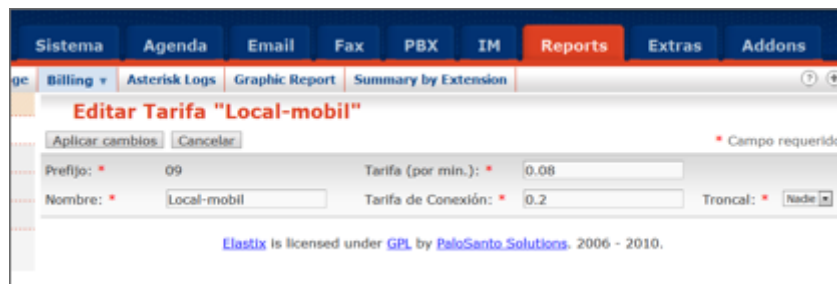 Sistema Agenda Email Fax PBX IM Reports Extras Addons
ge Billing Asterisk Logs Graphic Report Summary by Extension
Editar Tarifa "Local-mobil"
Aplicar cambios Cancelar * Campo requerido
Prefijo: * 09 Tarifa (por min.): * 0.08
Nombre: * Local-mobil Tarifa de Conexión: * 0.2 Troncal: * Nadie
Elastix is licensed under GPL by PaloSanto Solutions. 2006 - 2010.